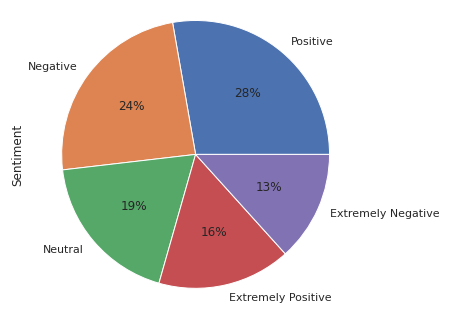 Positive
Negative
28%
24%
Sentiment
13%
19%
Extremely Negative
16%
Neutral
Extremely Positive